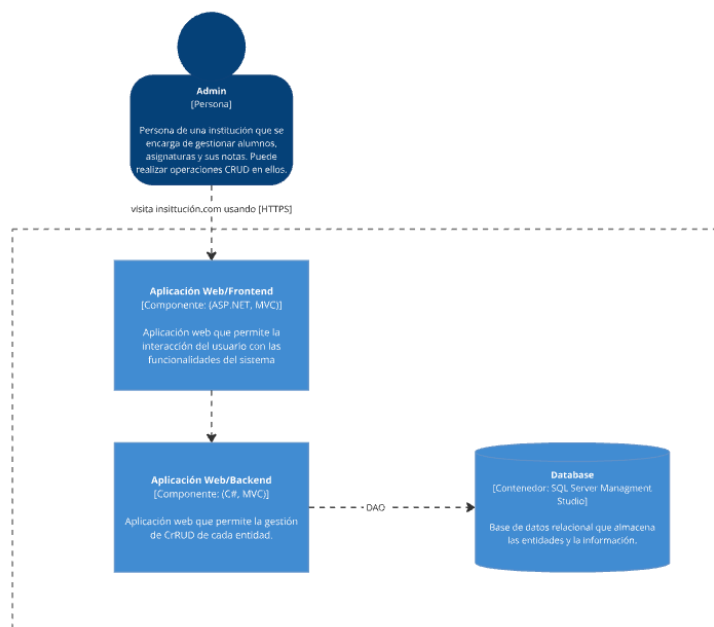 Admin
[Persona]
Persona de una institución que se
encarga de gestionar alumnos,
asignaturas y sus notas. Puede
realizar operaciones CRUD en ellos.
visita insittución.com usando [HTTPS]
Aplicación Web/Frontend
[Componente: (ASP.NET, MVC)]
Aplicación web que permite la
interacción del usuario con las
funcionalidades del sistema
Aplicación Web/Backend
[Componente: (C#, MVC)]
Aplicación web que permite la gestión
de CrRUD de cada entidad.
DAO
Database
[Contenedor: SQL Server Managment
Studio]
Base de datos relacional que almacena
las entidades y la información.